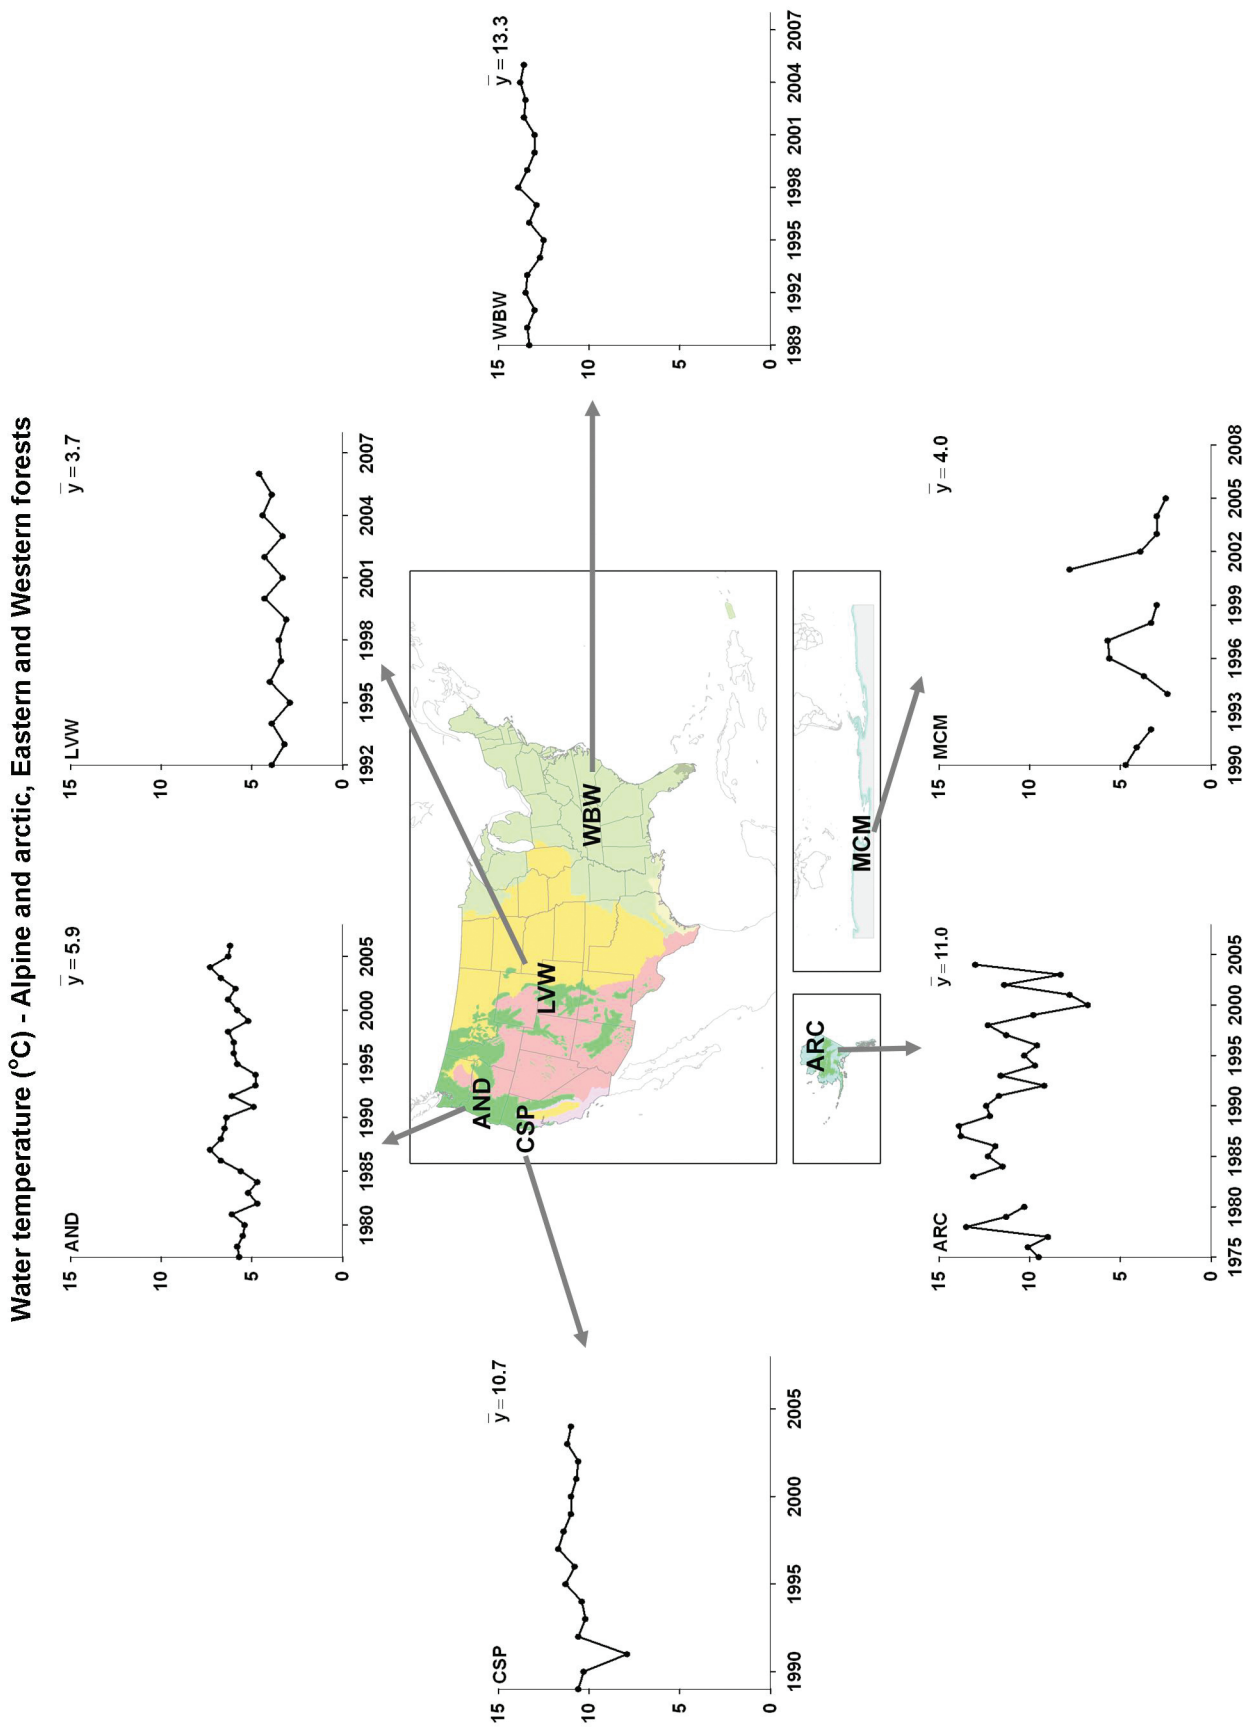 Water temperature (°C) - Alpine and arctic, Eastern and Western forests
AND
y̅ = 5.9
15
10
5
0
1980 1985 1990 1995 2000 2005
LVW
y̅ = 3.7
15
10
5
0
1992 1995 1998 2001 2004 2007
CSP
y̅ = 10.7
15
10
5
0
1990 1995 2000 2005
AND
CSP
LVW
WBW
ARC
MCM
WBW
y̅ = 13.3
15
10
5
0
1989 1992 1995 1998 2001 2004 2007
ARC
y̅ = 11.0
15
10
5
0
1975 1980 1985 1990 1995 2000 2005
MCM
y̅ = 4.0
15
10
5
0
1990 1993 1996 1999 2002 2005 2008